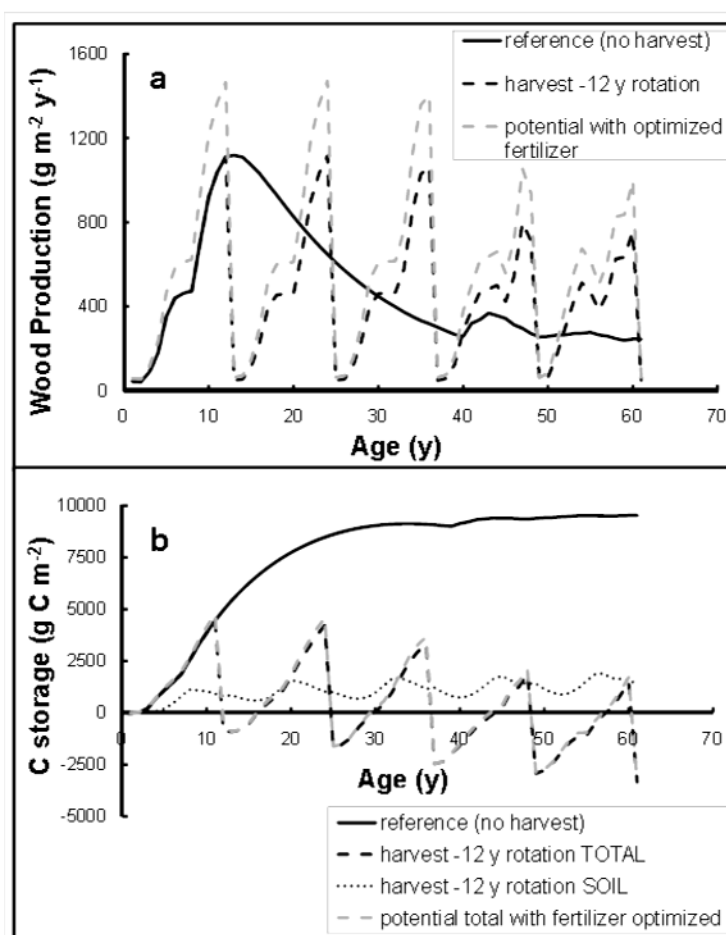 a
reference (no harvest)
harvest -12 y rotation
potential with optimized
fertilizer
Wood Production (g m-2 y-1)
1600
1200
800
400
0
0 10 20 30 40 50 60 70
Age (y)
b
C storage (g C m-2)
10000
7500
5000
2500
0
-2500
-5000
0 10 20 30 40 50 60 70
Age (y)
reference (no harvest)
harvest -12 y rotation TOTAL
harvest -12 y rotation SOIL
potential total with fertilizer optimized